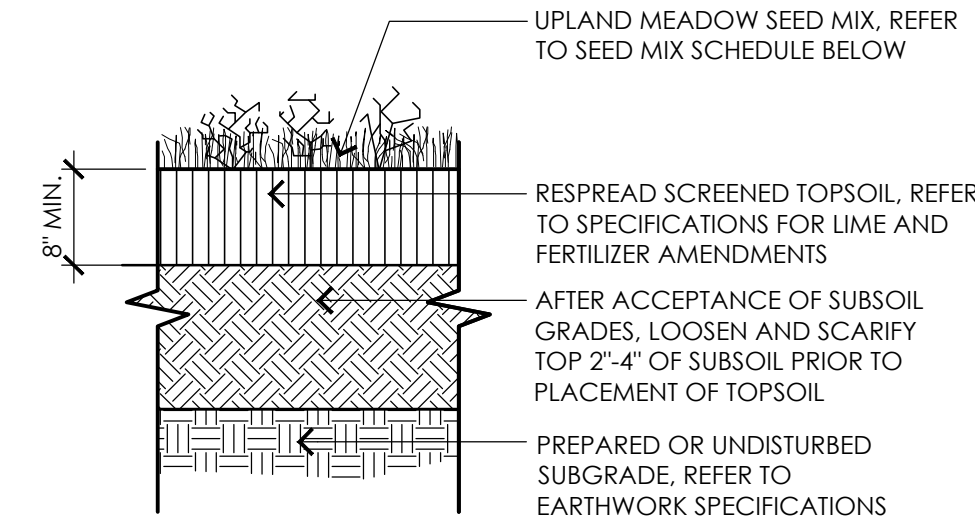 UPLAND MEADOW SEED MIX, REFER
TO SEED MIX SCHEDULE BELOW
8" MIN.
RESPREAD SCREENED TOPSOIL, REFER
TO SPECIFICATIONS FOR LIME AND
FERTILIZER AMENDMENTS
AFTER ACCEPTANCE OF SUBSOIL
GRADES, LOOSEN AND SCARIFY
TOP 2"-4" OF SUBSOIL PRIOR TO
PLACEMENT OF TOPSOIL
PREPARED OR UNDISTURBED
SUBGRADE, REFER TO
EARTHWORK SPECIFICATIONS